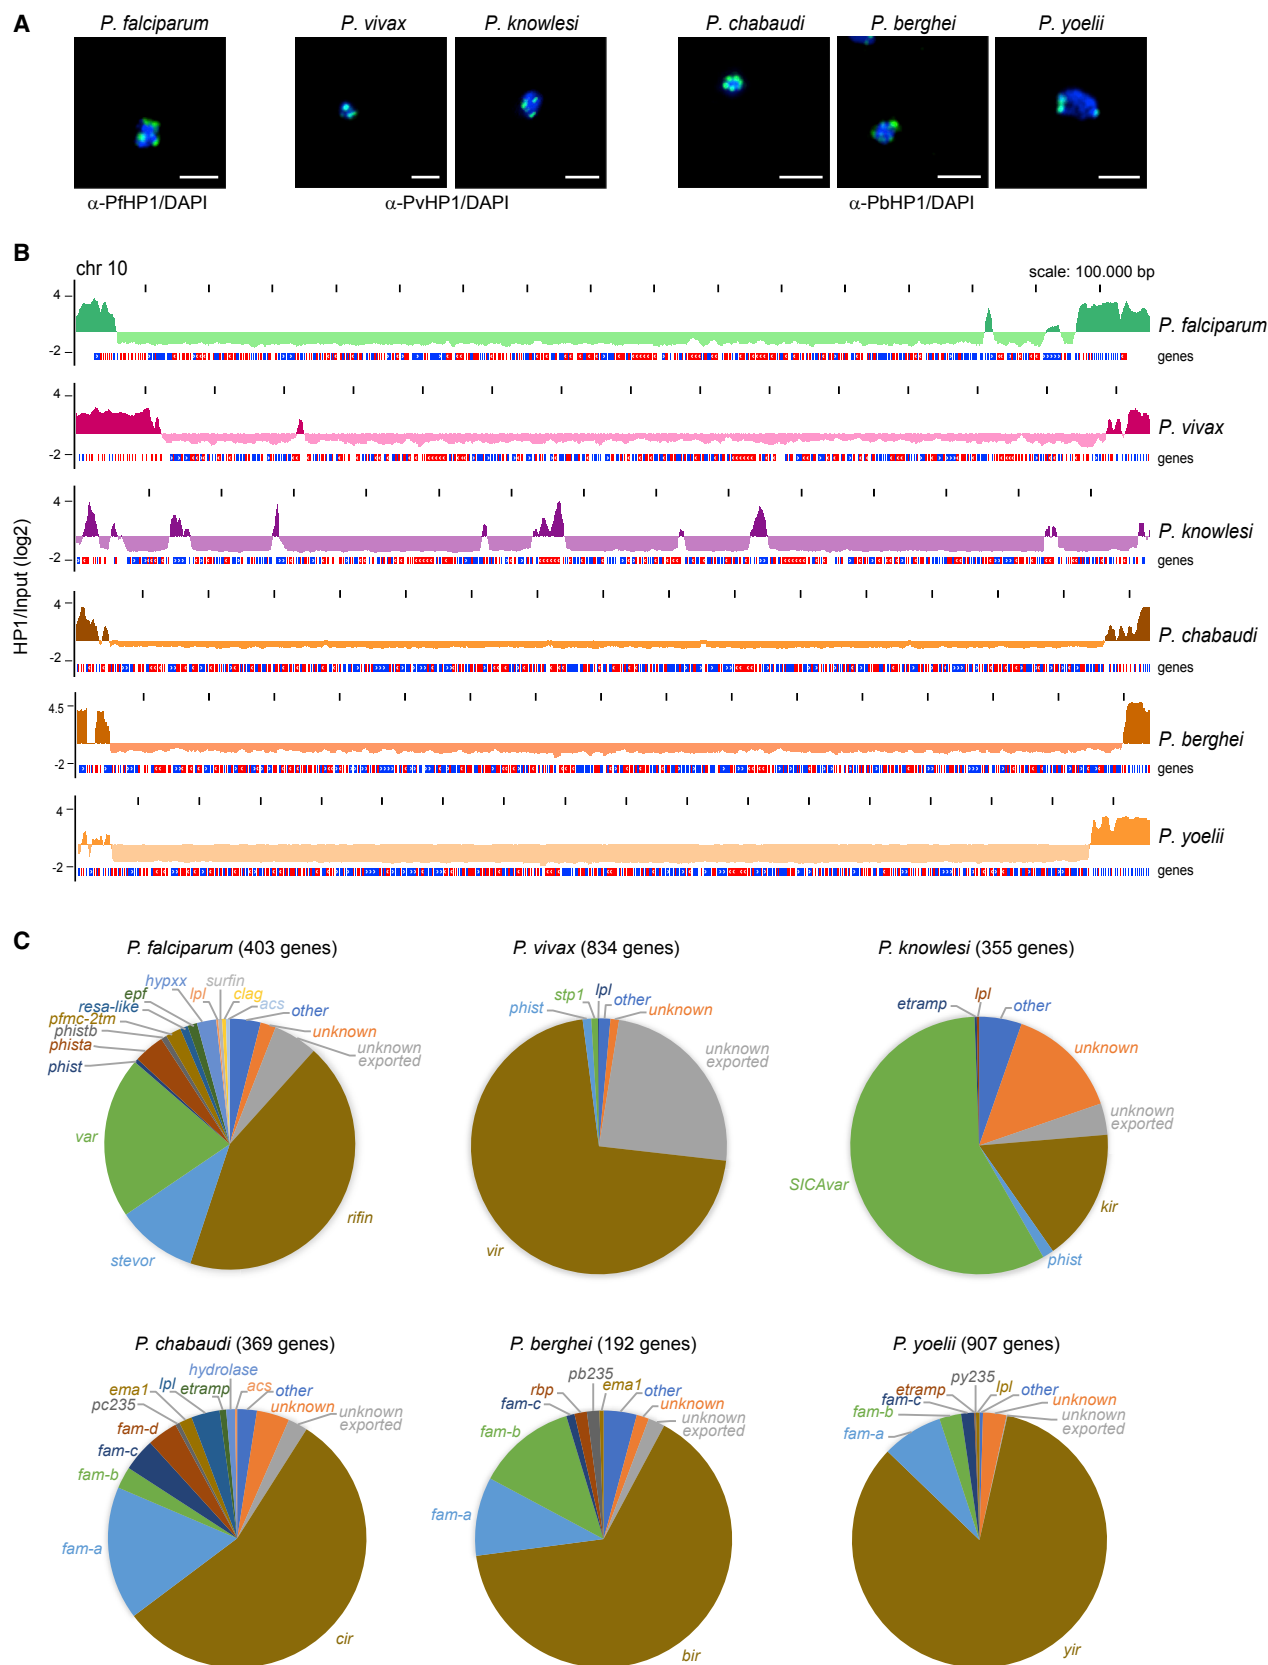 A
P. falciparum
P. vivax
P. knowlesi
P. chabaudi
P. berghei
P. yoelii
α-PfHP1/DAPI
α-PvHP1/DAPI
α-PbHP1/DAPI
B
chr 10
scale: 100.000 bp
HP1/Input (log2)
4
-2
P. falciparum
genes
4
-2
P. vivax
genes
4
-2
P. knowlesi
genes
4
-2
P. chabaudi
genes
4.5
-2
P. berghei
genes
4
-2
P. yoelii
genes
C
P. falciparum (403 genes)
hypxx
surfin
epf
lpl
clag
acs
resa-like
other
pfmc-2tm
unknown
phistb
unknown
exported
phista
phist
var
rifin
stevor
P. vivax (834 genes)
lpl
stp1
other
phist
unknown
unknown
exported
vir
P. knowlesi (355 genes)
lpl
etramp
other
unknown
unknown
exported
SICAvar
kir
phist
P. chabaudi (369 genes)
hydrolase
lpl
etramp
acs
other
ema1
pc235
unknown
unknown
exported
fam-d
fam-c
fam-b
fam-a
cir
P. berghei (192 genes)
pb235
ema1
rbp
other
fam-c
unknown
unknown
exported
fam-b
fam-a
bir
P. yoelii (907 genes)
py235
etramp
lpl
other
fam-c
unknown
fam-b
unknown
exported
fam-a
yir